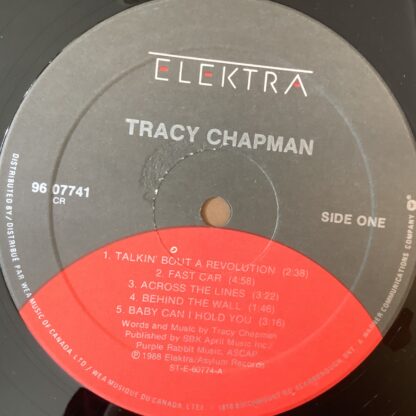 ELEKTRA
TRACY CHAPMAN
96 07741
CR
SIDE ONE
1. TALKIN' BOUT A REVOLUTION (2:38)
2. FAST CAR (4:58)
3. ACROSS THE LINES (3:22)
4. BEHIND THE WALL (1:46)
5. BABY CAN I HOLD YOU (3:16)
Words and Music by Tracy Chapman
Published by SBK April Music Inc./
Purple Rabbit Music, ASCAP
℗ 1988 Elektra/Asylum Records
ST-E-60774-A
DISTRIBUTED BY / DISTRIBUÉ PAR WEA MUSIC OF CANADA, LTD / WEA MUSIQUE DU CANADA, LTÉE /
A WARNER COMMUNICATIONS COMPANY